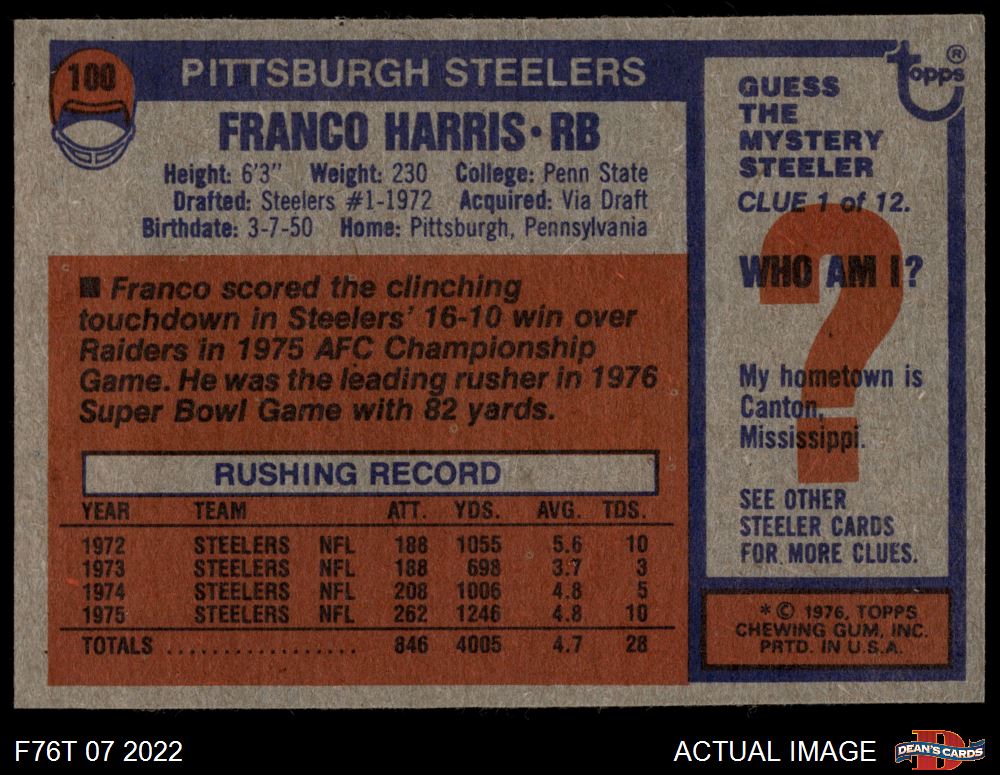 100
PITTSBURGH STEELERS
FRANCO HARRIS • RB
Height: 6'3" Weight: 230 College: Penn State
Drafted: Steelers #1-1972 Acquired: Via Draft
Birthdate: 3-7-50 Home: Pittsburgh, Pennsylvania
■ Franco scored the clinching
touchdown in Steelers' 16-10 win over
Raiders in 1975 AFC Championship
Game. He was the leading rusher in 1976
Super Bowl Game with 82 yards.
RUSHING RECORD
YEAR TEAM ATT. YDS. AVG. TDS.
1972 STEELERS NFL 188 1055 5.6 10
1973 STEELERS NFL 188 698 3.7 3
1974 STEELERS NFL 208 1006 4.8 5
1975 STEELERS NFL 262 1246 4.8 10
TOTALS ................. 846 4005 4.7 28
topps®
GUESS
THE
MYSTERY
STEELER
CLUE 1 of 12.
?
WHO AM I?
My hometown is
Canton,
Mississippi.
SEE OTHER
STEELER CARDS
FOR MORE CLUES.
* © 1976, TOPPS
CHEWING GUM, INC.
PRTD. IN U.S.A.
F76T 07 2022
ACTUAL IMAGE
D
DEAN'S CARDS